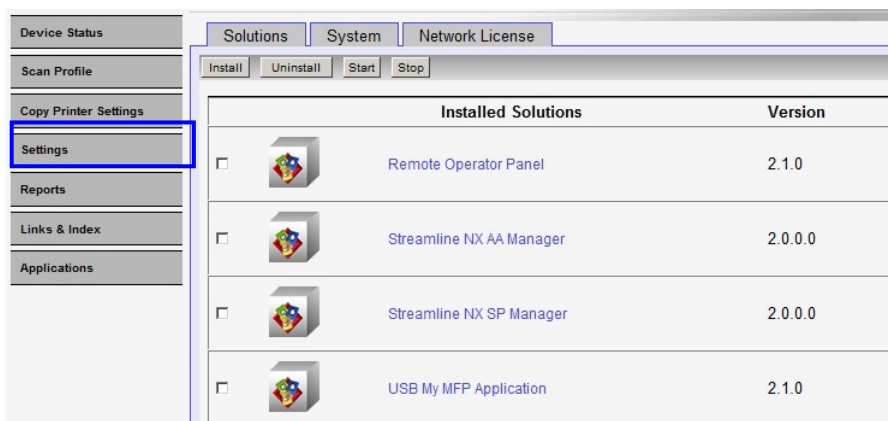 Device Status
Scan Profile
Copy Printer Settings
Settings
Reports
Links & Index
Applications
Solutions System Network License
Install Uninstall Start Stop
Installed Solutions Version
Remote Operator Panel 2.1.0
Streamline NX AA Manager 2.0.0.0
Streamline NX SP Manager 2.0.0.0
USB My MFP Application 2.1.0